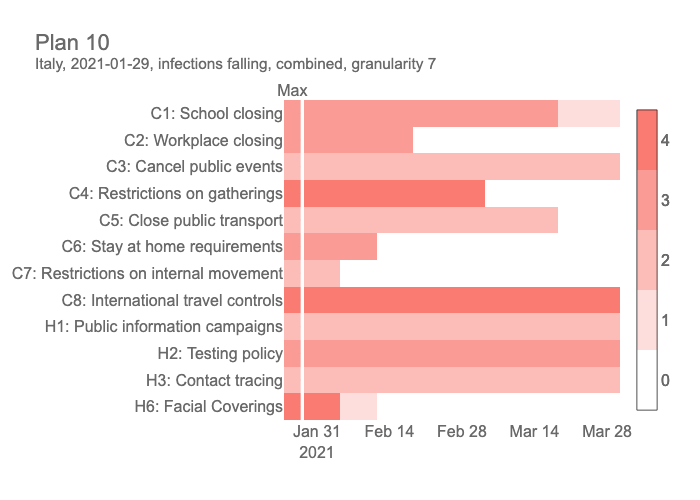 Plan 10
Italy, 2021-01-29, infections falling, combined, granularity 7
Max
C1: School closing
C2: Workplace closing
C3: Cancel public events
C4: Restrictions on gatherings
C5: Close public transport
C6: Stay at home requirements
C7: Restrictions on internal movement
C8: International travel controls
H1: Public information campaigns
H2: Testing policy
H3: Contact tracing
H6: Facial Coverings
Jan 31 Feb 14 Feb 28 Mar 14 Mar 28
2021
4
3
2
1
0